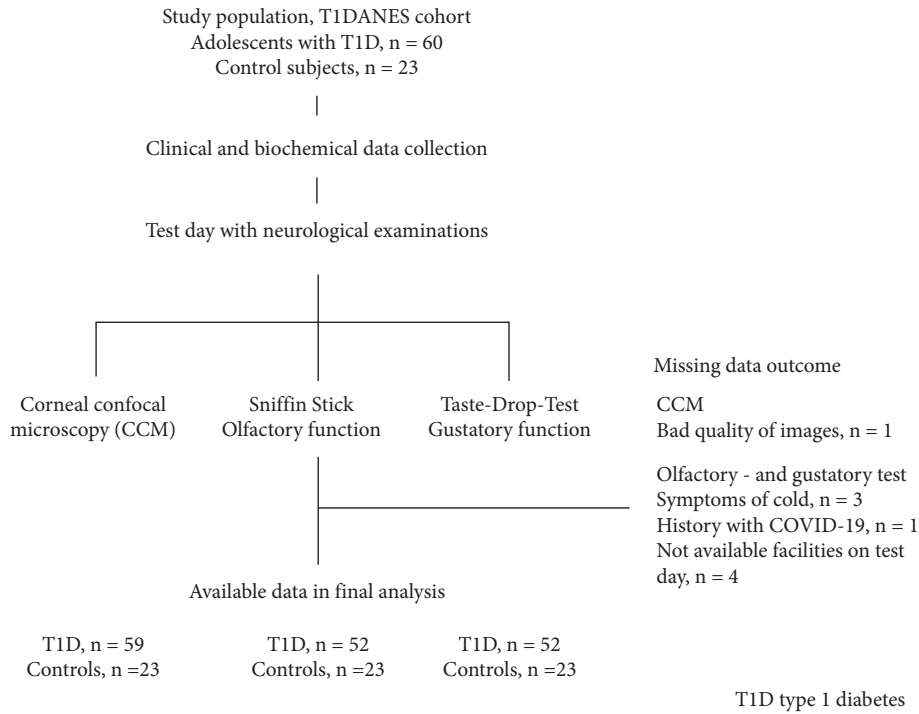 Study population, T1DANES cohort
Adolescents with T1D, n = 60
Control subjects, n = 23
Clinical and biochemical data collection
Test day with neurological examinations
Corneal confocal
microscopy (CCM)
Sniffin Stick
Olfactory function
Taste-Drop-Test
Gustatory function
Missing data outcome
CCM
Bad quality of images, n = 1
Olfactory - and gustatory test
Symptoms of cold, n = 3
History with COVID-19, n = 1
Not available facilities on test
day, n = 4
Available data in final analysis
T1D, n = 59
Controls, n =23
T1D, n = 52
Controls, n =23
T1D, n = 52
Controls, n =23
T1D type 1 diabetes